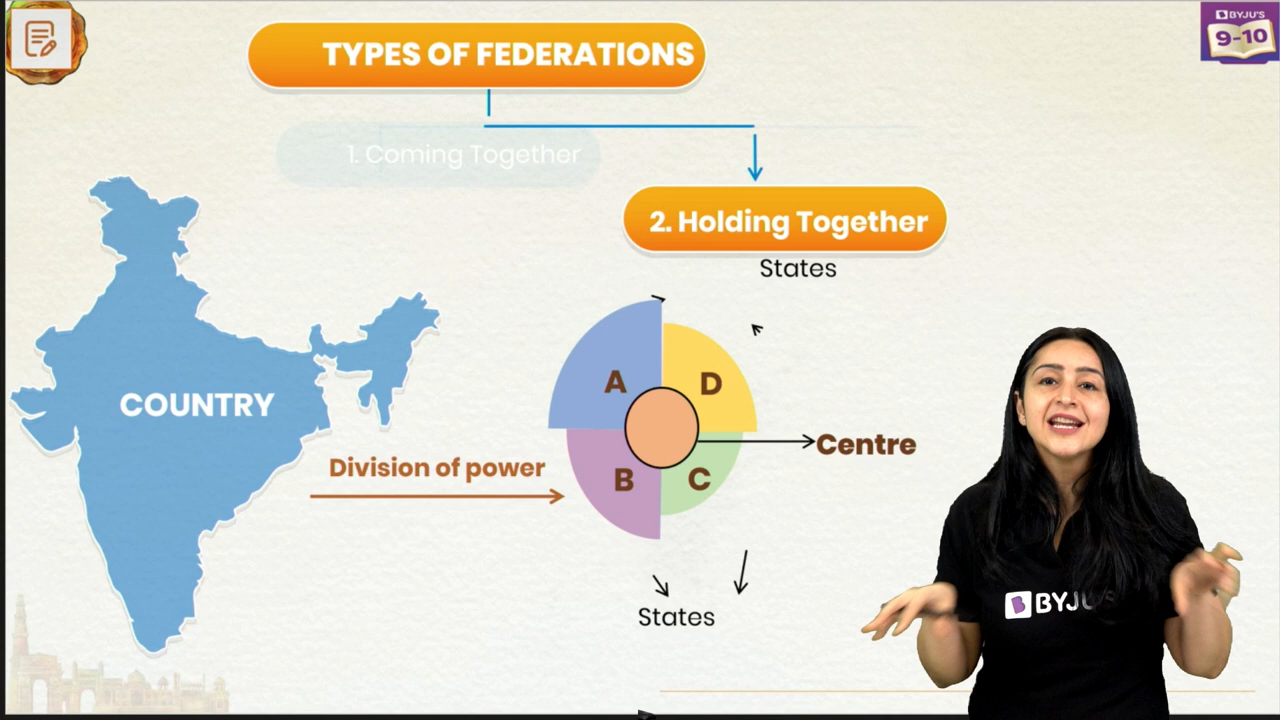 TYPES OF FEDERATIONS
BYJU'S
9-10
1. Coming Together
2. Holding Together
States
COUNTRY
A
D
Division of power
Centre
B
C
States
BYJU'S